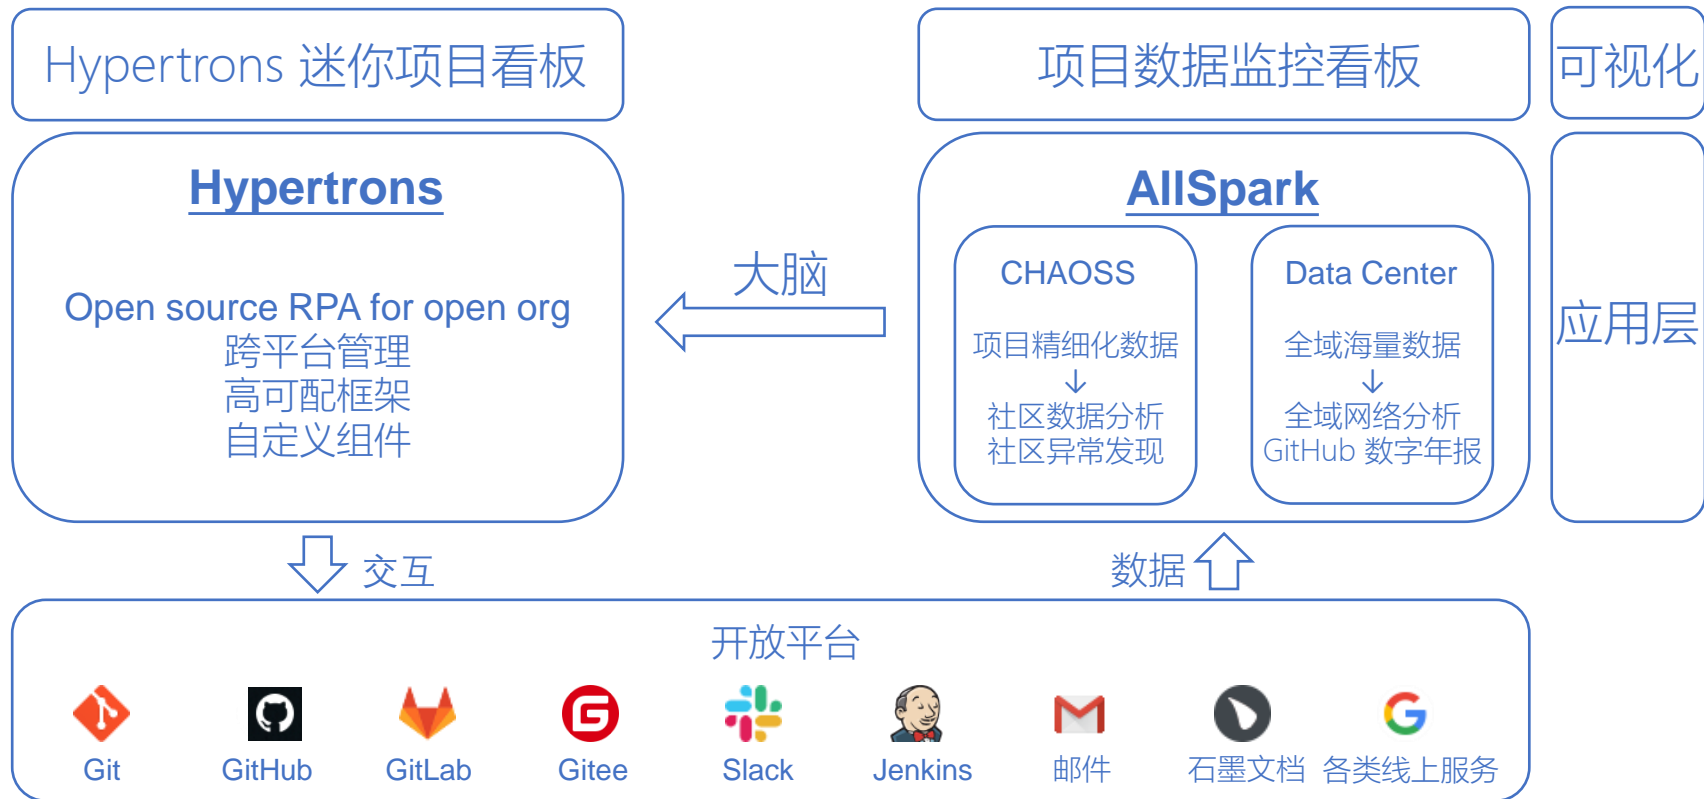 Hypertrons 迷你项目看板
项目数据监控看板
可视化
Hypertrons
Open source RPA for open org
跨平台管理
高可配框架
自定义组件
大脑
AllSpark
CHAOSS
项目精细化数据
↓
社区数据分析
社区异常发现
Data Center
全域海量数据
↓
全域网络分析
GitHub 数字年报
应用层
交互
数据
开放平台
Git
GitHub
GitLab
Gitee
Slack
Jenkins
邮件
石墨文档
各类线上服务